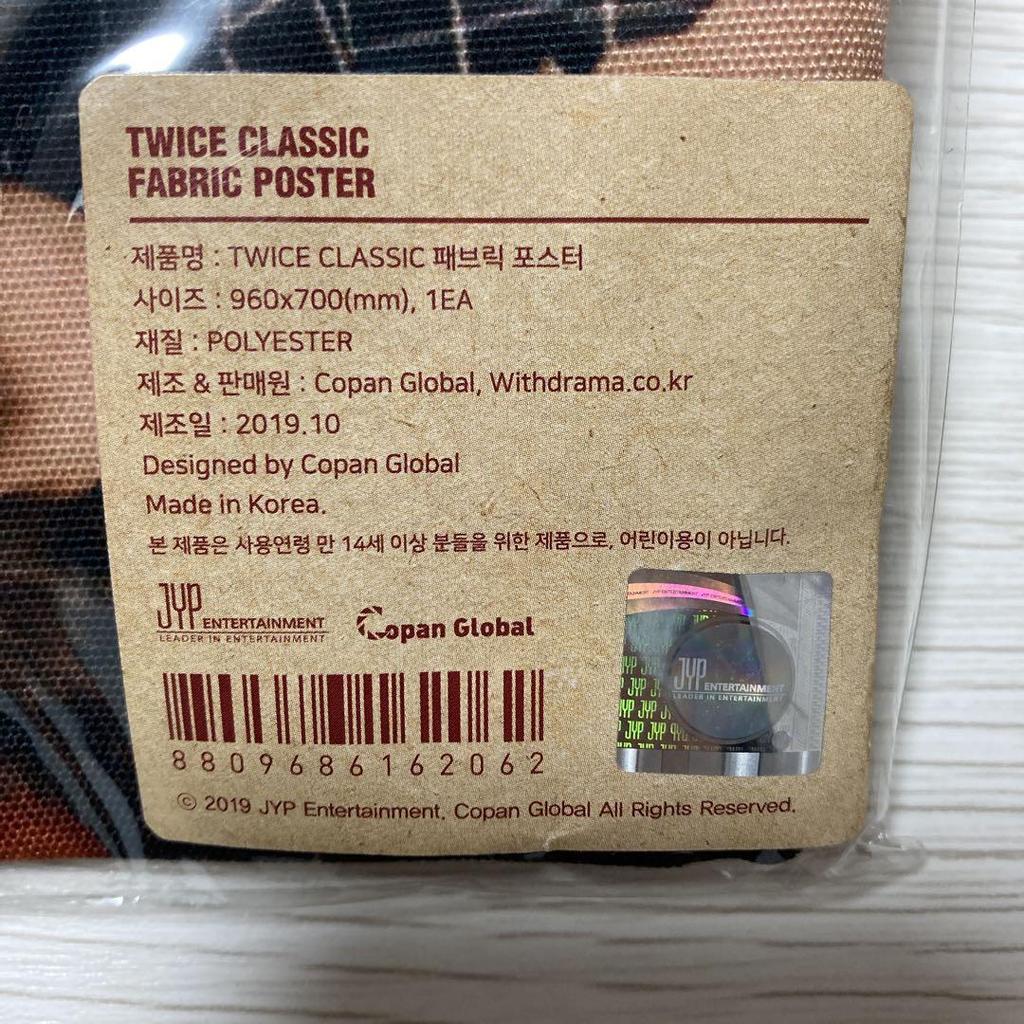 TWICE CLASSIC
FABRIC POSTER
제품명 : TWICE CLASSIC 패브릭 포스터
사이즈 : 960x700(mm), 1EA
재질 : POLYESTER
제조 & 판매원 : Copan Global, Withdrama.co.kr
제조일 : 2019.10
Designed by Copan Global
Made in Korea.
본 제품은 사용연령 만 14세 이상 분들을 위한 제품으로, 어린이용이 아닙니다.
JYP ENTERTAINMENT
LEADER IN ENTERTAINMENT
Copan Global
JYP ENTERTAINMENT
LEADER IN ENTERTAINMENT
8809686162062
© 2019 JYP Entertainment, Copan Global All Rights Reserved.